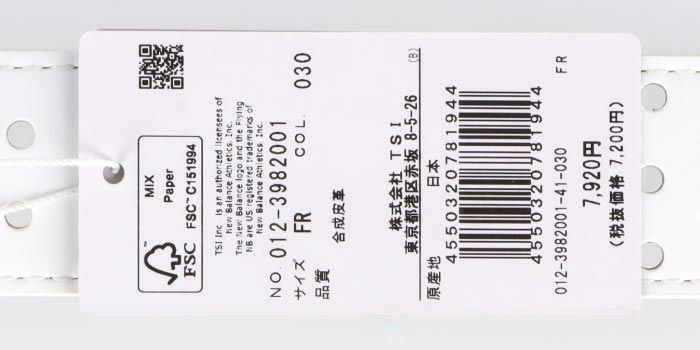 MIX
Paper
FSC™ C151994
FSC
TSI Inc. is an authorized licensees of
New Balance Athletics, Inc.
The New Balance logo and the Flying
NB are US registered trademarks of
New Balance Athletics, Inc.
NO. 012-3982001
サイズ FR COL. 030
品質 合成皮革
株式会社 TSI
東京都港区赤坂 8-5-26 (B)
原産地 日本
4550320781944
4550320781944
012-3982001-41-030 FR
7,920円
(税抜価格 7,200円)